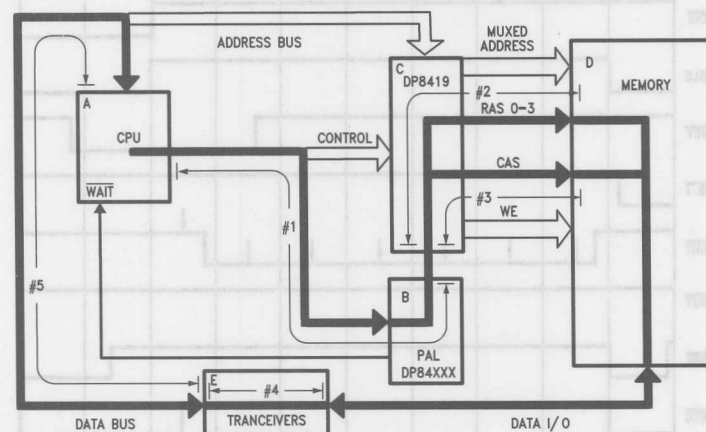 ADDRESS BUS
MUXED
ADDRESS
C
DP8419
D
MEMORY
#2
RAS 0-3
A
CPU
CONTROL
CAS
WAIT
#3
WE
#1
#5
B
PAL
DP84XXX
E
#4
TRANCEIVERS
DATA BUS
DATA I/O